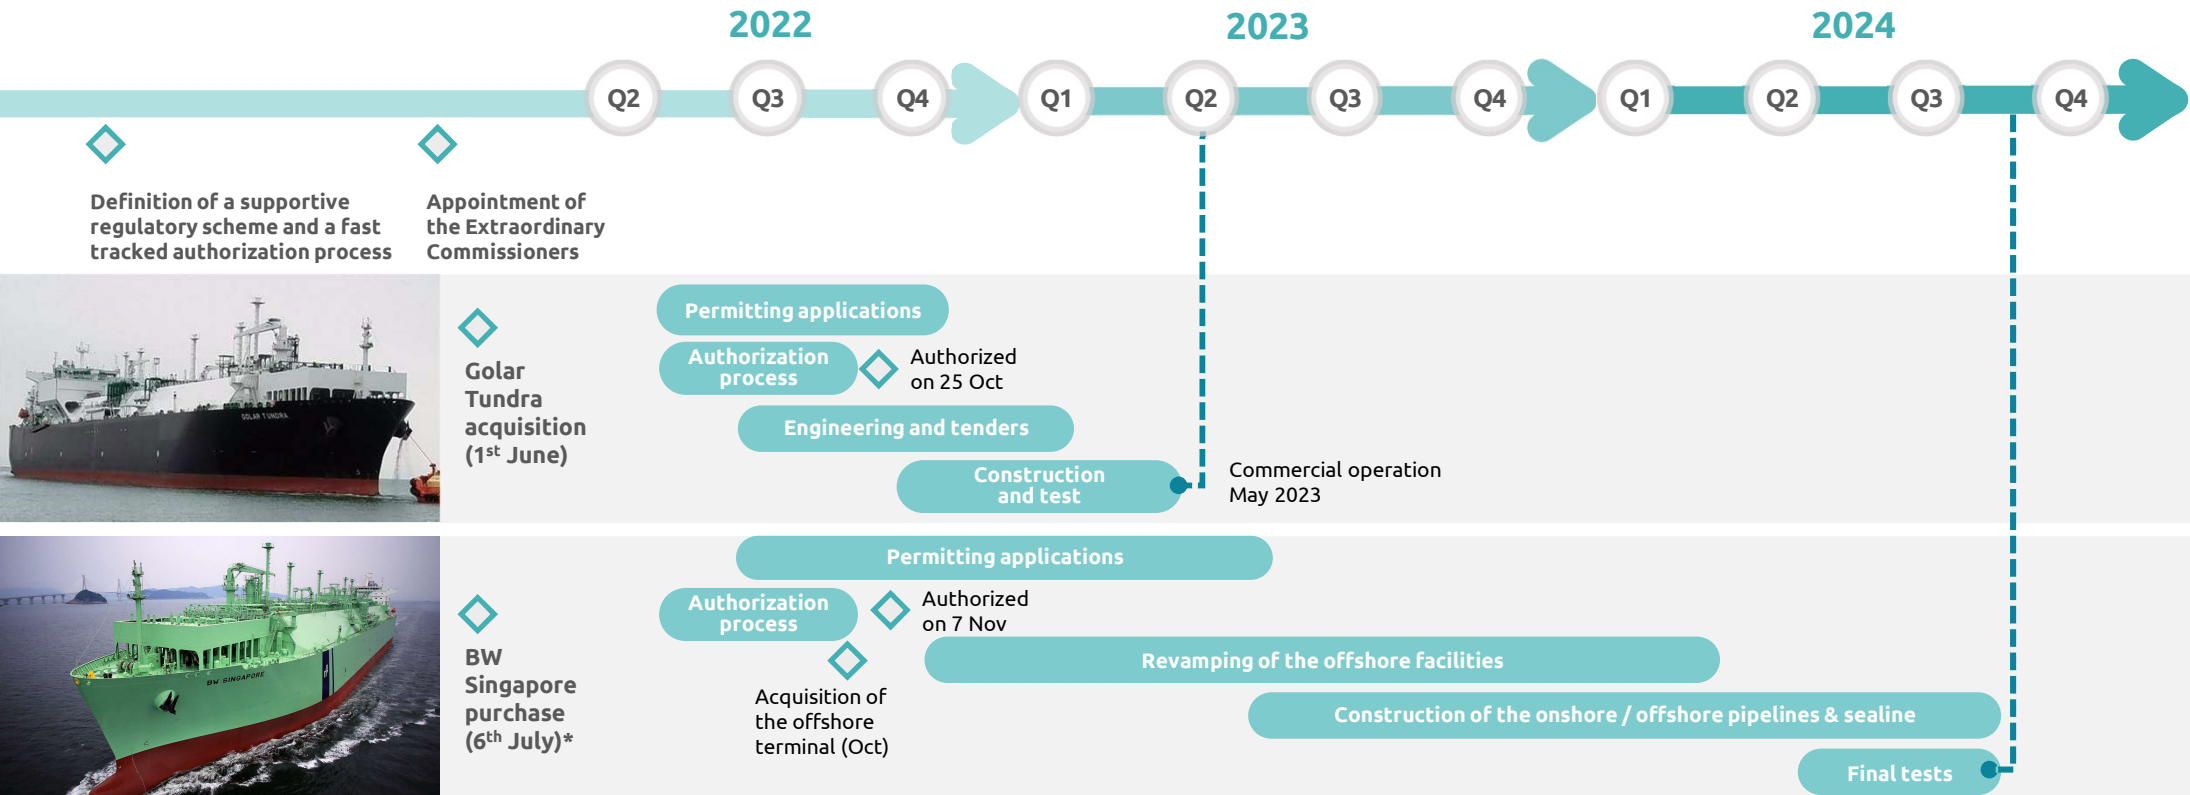 2022
2023
2024
Q2
Q3
Q4
Q1
Q2
Q3
Q4
Q1
Q2
Q3
Q4
Definition of a supportive
regulatory scheme and a fast
tracked authorization process
Appointment of
the Extraordinary
Commissioners
GOLAR TUNDRA
Golar
Tundra
acquisition
(1st June)
Permitting applications
Authorization
process
Authorized
on 25 Oct
Engineering and tenders
Construction
and test
Commercial operation
May 2023
BW SINGAPORE
BW
Singapore
purchase
(6th July)*
Permitting applications
Authorization
process
Authorized
on 7 Nov
Acquisition of
the offshore
terminal (Oct)
Revamping of the offshore facilities
Construction of the onshore / offshore pipelines & sealine
Final tests